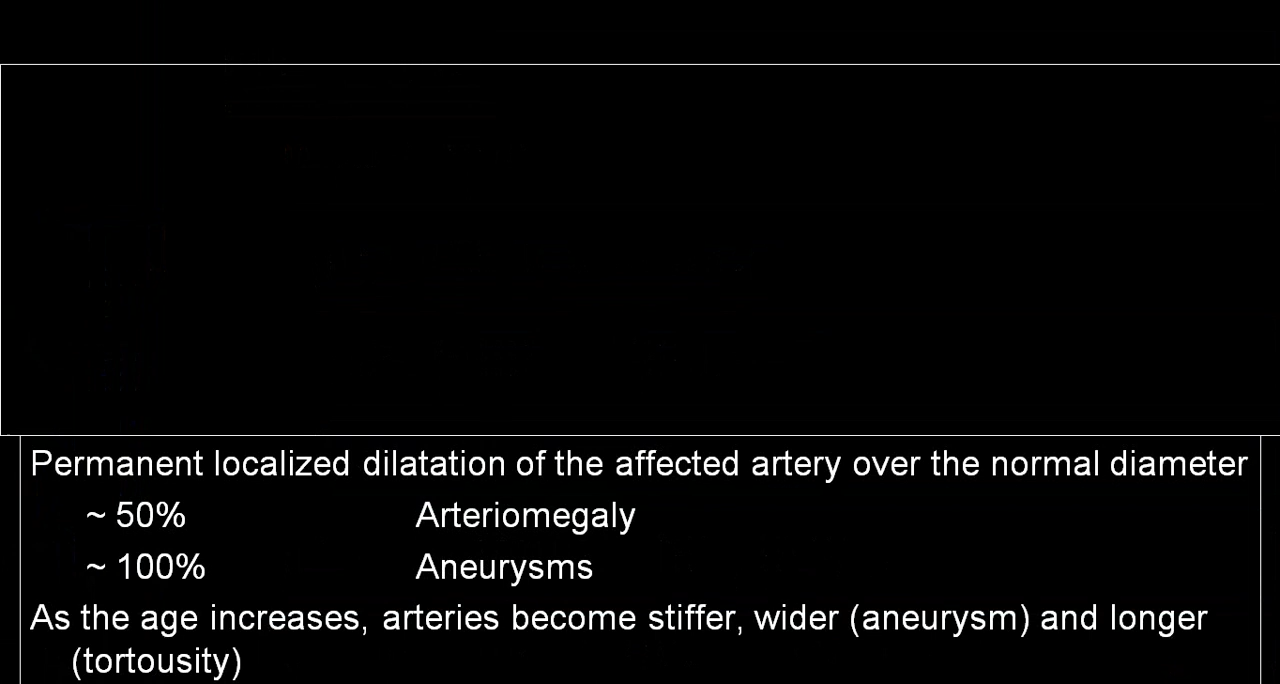 Permanent localized dilatation of the affected artery over the normal diameter
~ 50% Arteriomegaly
~ 100% Aneurysms
As the age increases, arteries become stiffer, wider (aneurysm) and longer
(tortousity)